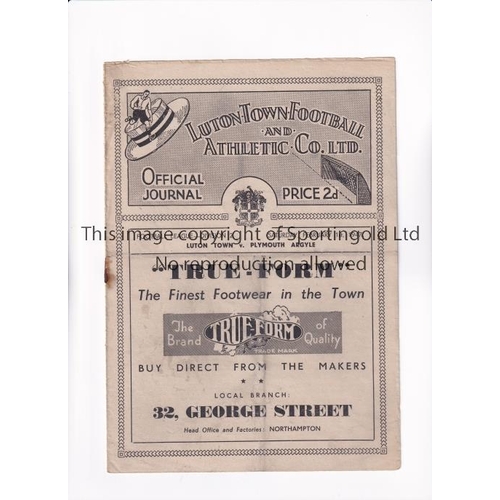 LUTON TOWN FOOTBALL
AND
ATHLETIC CO. LTD.
OFFICIAL
JOURNAL
PRICE 2d
This image copyright of Sportingold Ltd
LUTON TOWN v. PLYMOUTH ARGYLE
No reproduction allowed
"TRUE-FORM"
The Finest Footwear in the Town
The Brand
TRUEFORM
of Quality
TRADE MARK
BUY DIRECT FROM THE MAKERS
★ ★
LOCAL BRANCH:
32, GEORGE STREET
Head Office and Factories: NORTHAMPTON